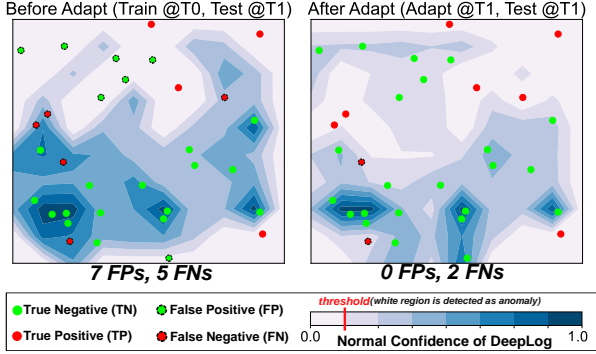 Before Adapt (Train @T0, Test @T1)
After Adapt (Adapt @T1, Test @T1)
7 FPs, 5 FNs
0 FPs, 2 FNs
True Negative (TN)
False Positive (FP)
True Positive (TP)
False Negative (FN)
threshold(white region is detected as anomaly)
0.0
1.0
Normal Confidence of DeepLog